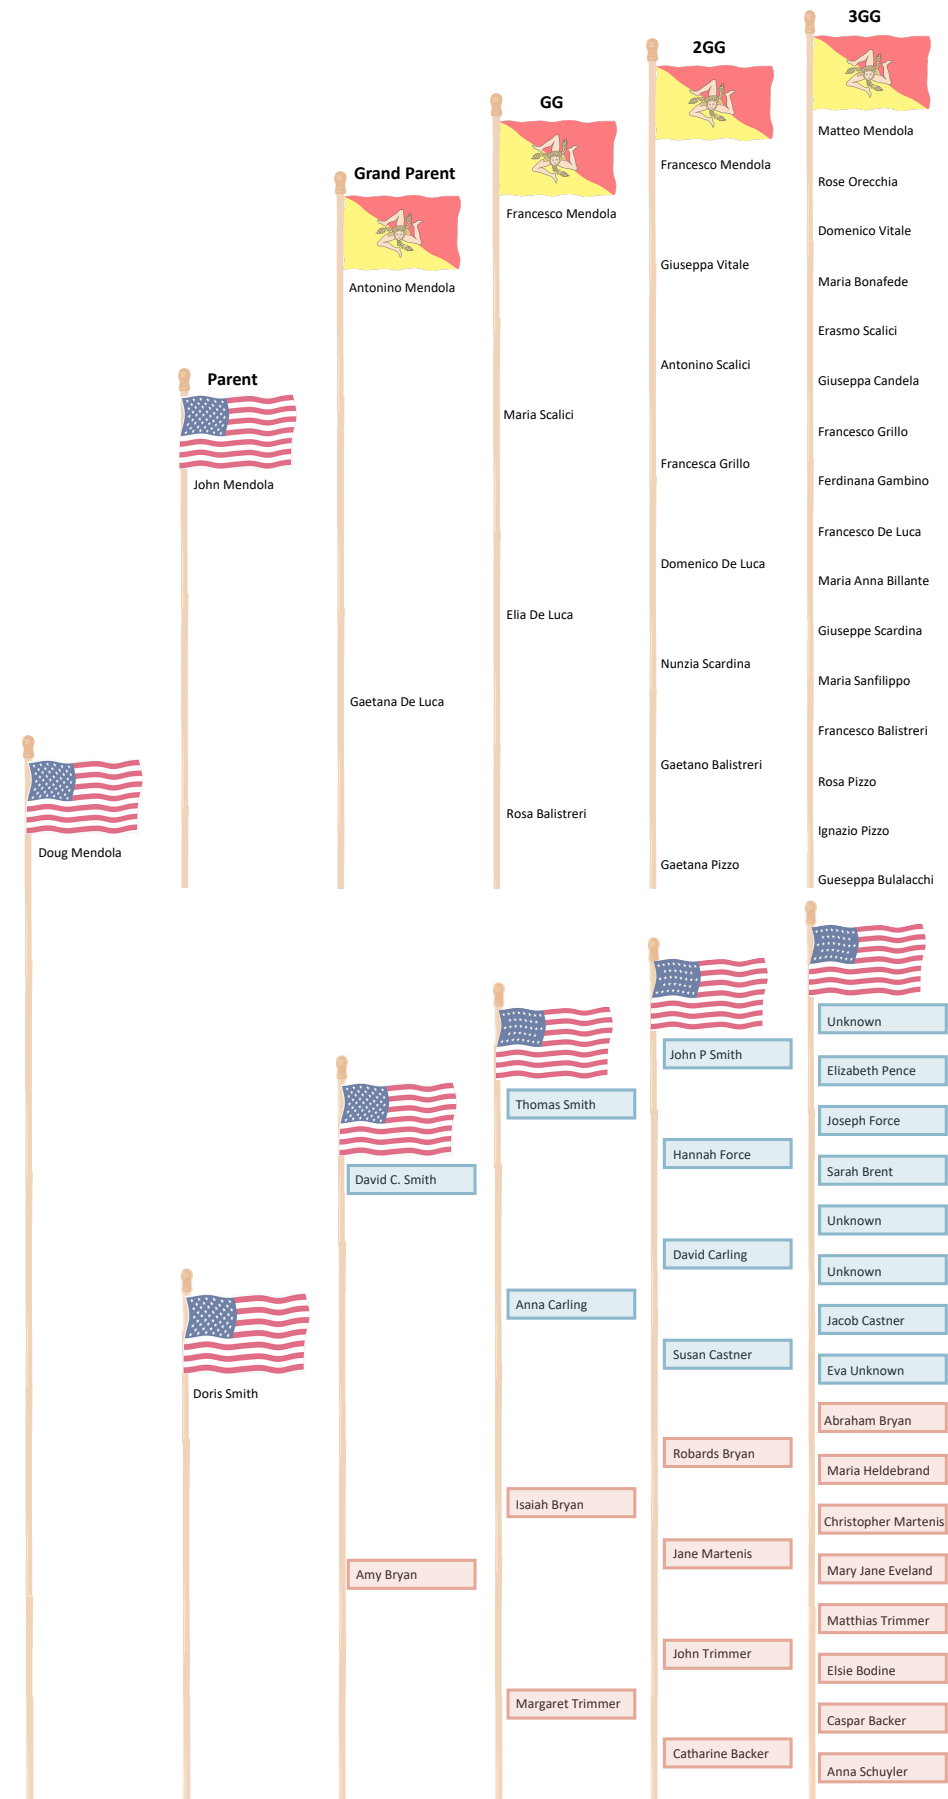 3GG
2GG
GG
Grand Parent
Parent
Matteo Mendola
Francesco Mendola
Rose Orecchia
Francesco Mendola
Domenico Vitale
Giuseppa Vitale
Maria Bonafede
Antonino Mendola
Erasmo Scalici
Antonino Scalici
Giuseppa Candela
Maria Scalici
Francesco Grillo
Francesca Grillo
Ferdinana Gambino
John Mendola
Francesco De Luca
Domenico De Luca
Maria Anna Billante
Elia De Luca
Giuseppe Scardina
Nunzia Scardina
Maria Sanfilippo
Gaetana De Luca
Francesco Balistreri
Gaetano Balistreri
Rosa Pizzo
Rosa Balistreri
Ignazio Pizzo
Doug Mendola
Gaetana Pizzo
Gueseppa Bulalacchi
Unknown
John P Smith
Elizabeth Pence
Thomas Smith
Joseph Force
Hannah Force
Sarah Brent
David C. Smith
Unknown
David Carling
Unknown
Anna Carling
Jacob Castner
Susan Castner
Eva Unknown
Doris Smith
Abraham Bryan
Robards Bryan
Maria Heldebrand
Isaiah Bryan
Christopher Martenis
Jane Martenis
Mary Jane Eveland
Amy Bryan
Matthias Trimmer
John Trimmer
Elsie Bodine
Margaret Trimmer
Caspar Backer
Catharine Backer
Anna Schuyler